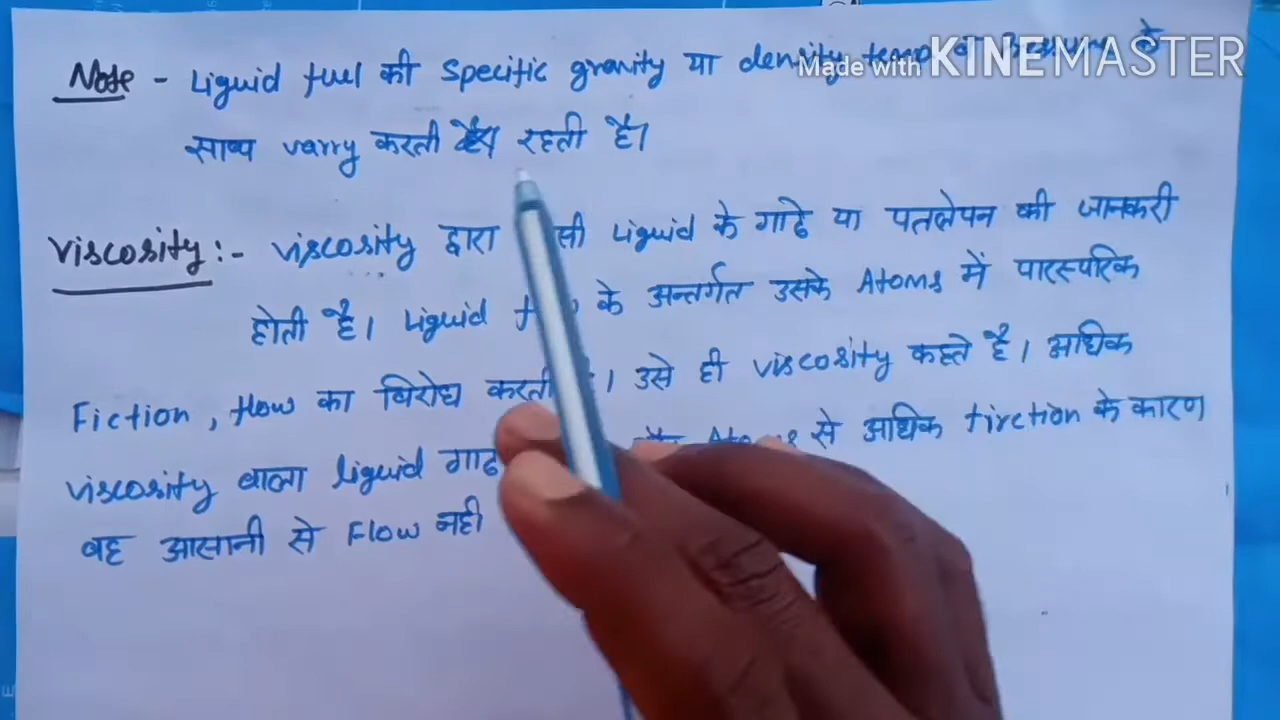 Made with KINEMASTER
Note - Liquid fuel की specific gravity या density temp के
साथ varry करती रहती है।
Viscosity :- viscosity द्वारा सी liquid के गाढे या पतलेपन की जानकरी
होती है। Liquid के अन्तर्गत उसके Atoms में पारस्परिक
Fiction, flow का विरोध करती । उसे ही viscosity कहते है। अधिक
viscosity वाला liquid गाढ से अधिक firction के कारण
वह आसानी से Flow नही